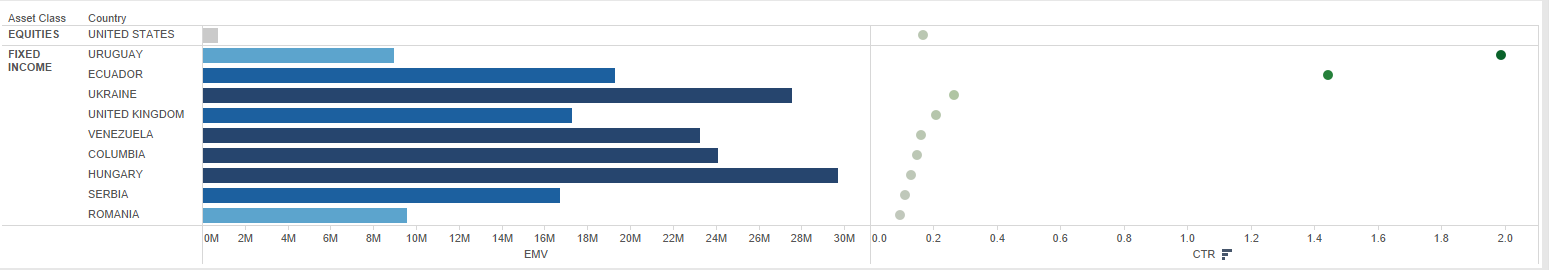 Asset Class Country
EQUITIES UNITED STATES
FIXED INCOME URUGUAY
ECUADOR
UKRAINE
UNITED KINGDOM
VENEZUELA
COLUMBIA
HUNGARY
SERBIA
ROMANIA
0M 2M 4M 6M 8M 10M 12M 14M 16M 18M 20M 22M 24M 26M 28M 30M 0.0 0.2 0.4 0.6 0.8 1.0 1.2 1.4 1.6 1.8 2.0
EMV CTR